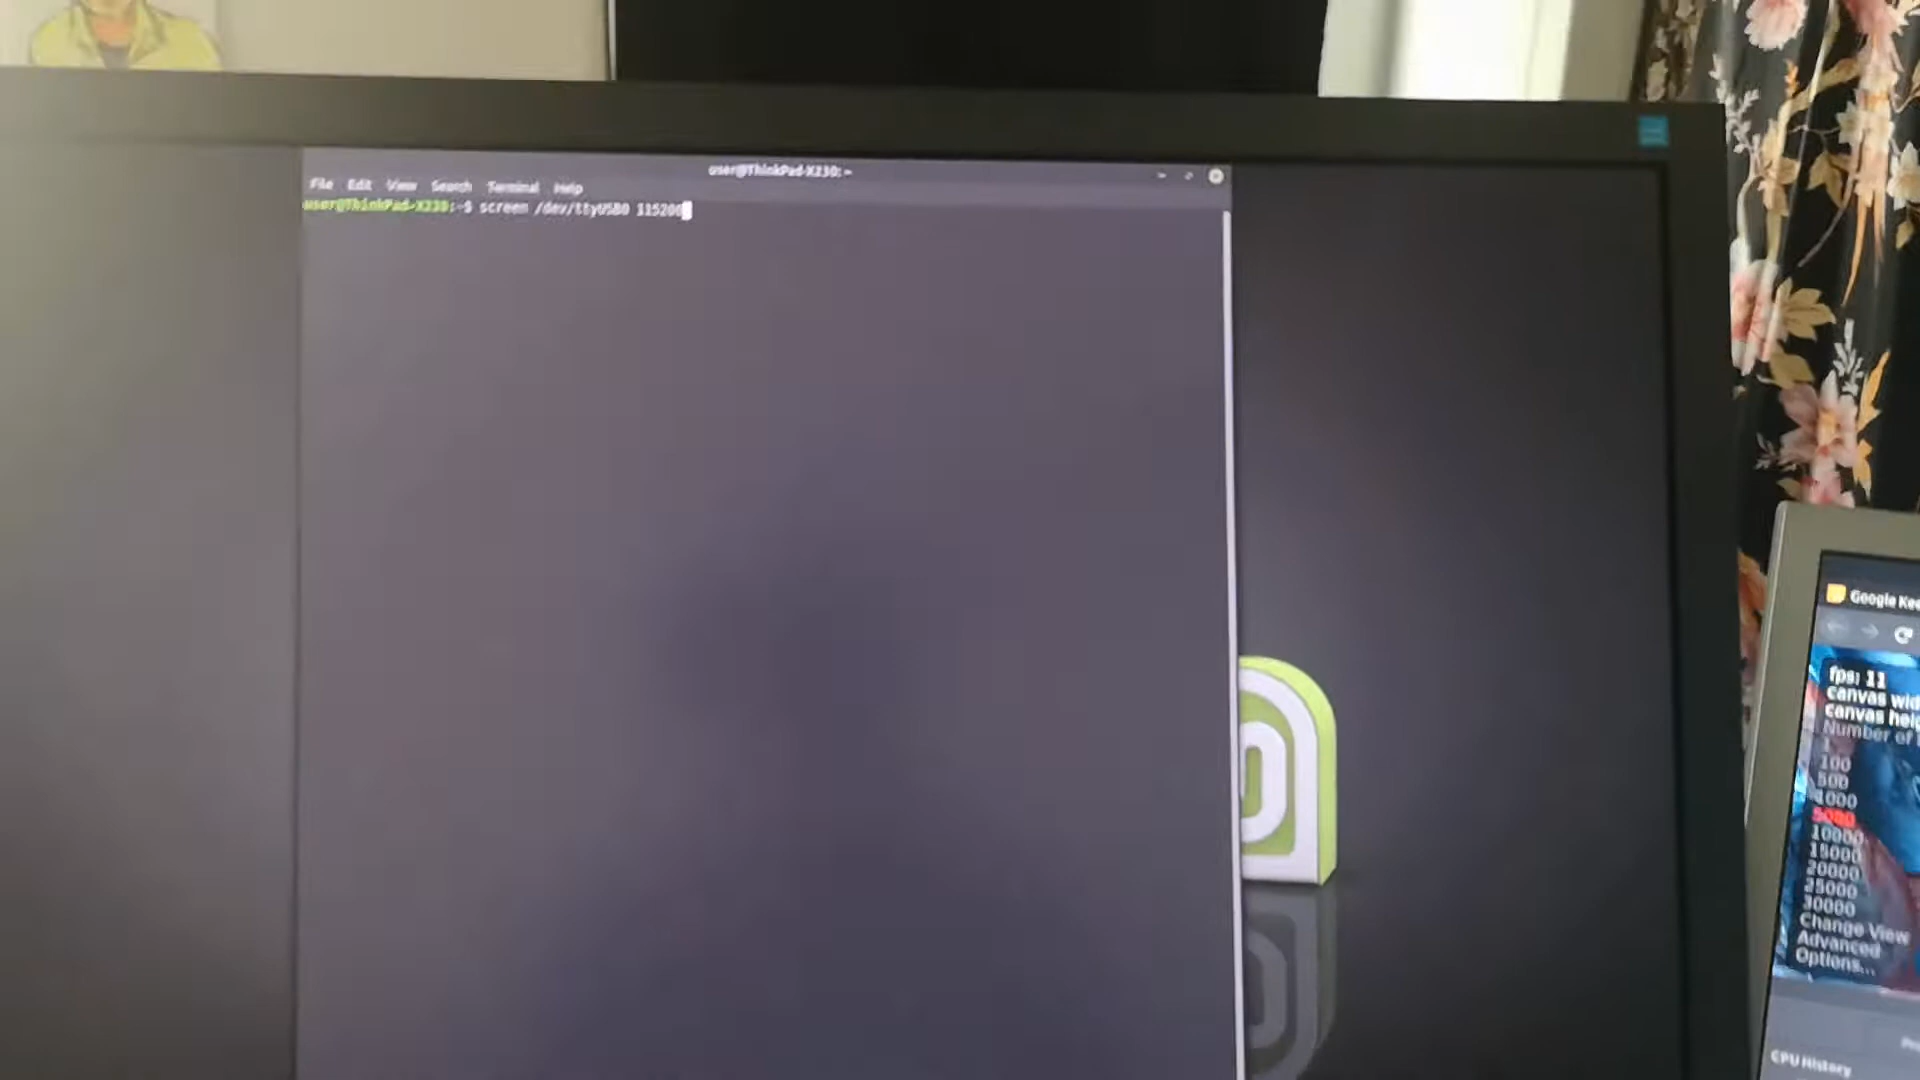 user@ThinkPad-X230: ~
File Edit View Search Terminal Help
user@ThinkPad-X230:~$ screen /dev/ttyUSB0 115200
Google Kee
fps: 11
canvas wid
canvas heig
Number of
1
100
500
1000
5000
10000
15000
20000
25000
30000
Change View
Advanced
Options...
CPU History